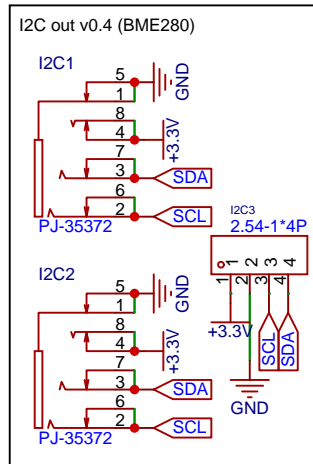 I2C out v0.4 (BME280)
I2C1
5
1
GND
8
4
+3.3V
7
3
SDA
6
2
SCL
PJ-35372
I2C3
2.54-1*4P
1 2 3 4
1 2 3 4
+3.3V
SCL
SDA
GND
I2C2
5
1
GND
8
4
+3.3V
7
3
SDA
6
2
SCL
PJ-35372